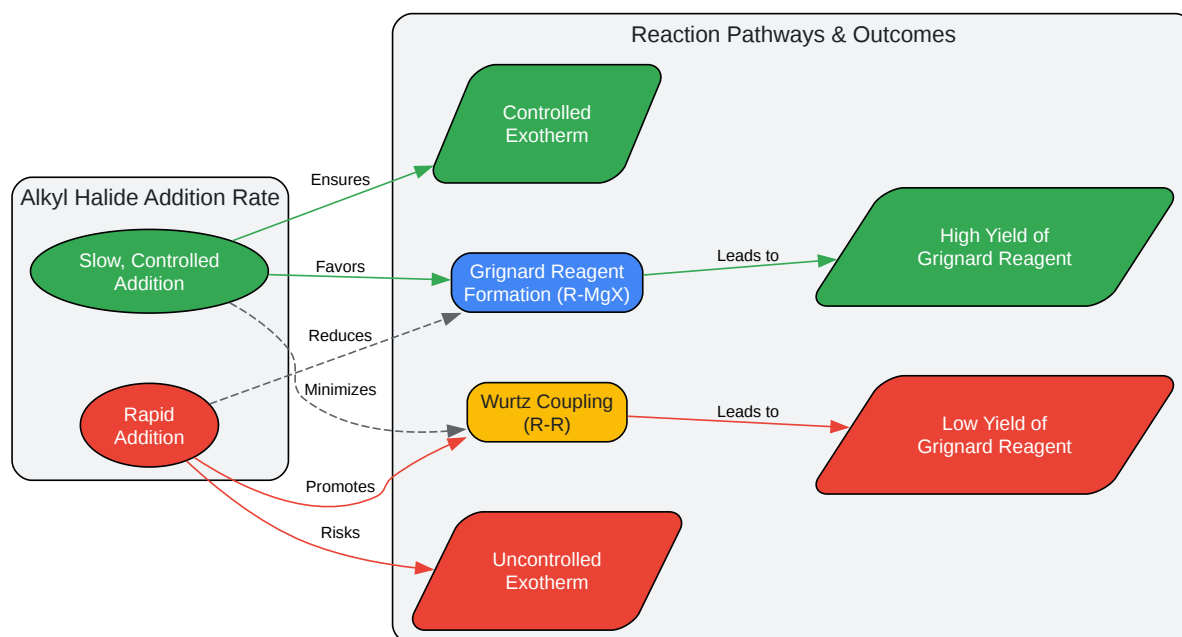 Reaction Pathways & Outcomes
Controlled
Exotherm
Ensures
Alkyl Halide Addition Rate
Slow, Controlled
Addition
Favors
Grignard Reagent
Formation (R-MgX)
Leads to
High Yield of
Grignard Reagent
Reduces
Minimizes
Rapid
Addition
Wurtz Coupling
(R-R)
Leads to
Low Yield of
Grignard Reagent
Promotes
Risks
Uncontrolled
Exotherm